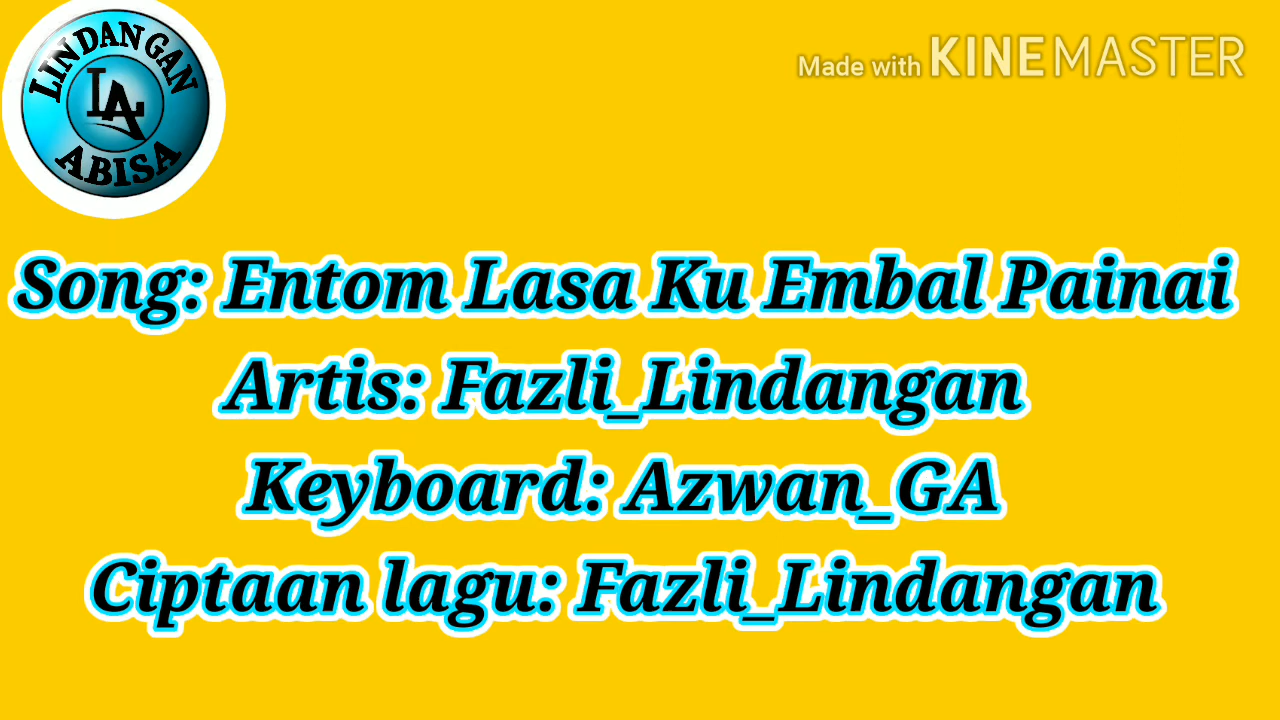 LINDANGAN
LA
ABISA
Made with KINEMASTER
Song: Entom Lasa Ku Embal Painai
Artis: Fazli_Lindangan
Keyboard: Azwan_GA
Ciptaan lagu: Fazli_Lindangan